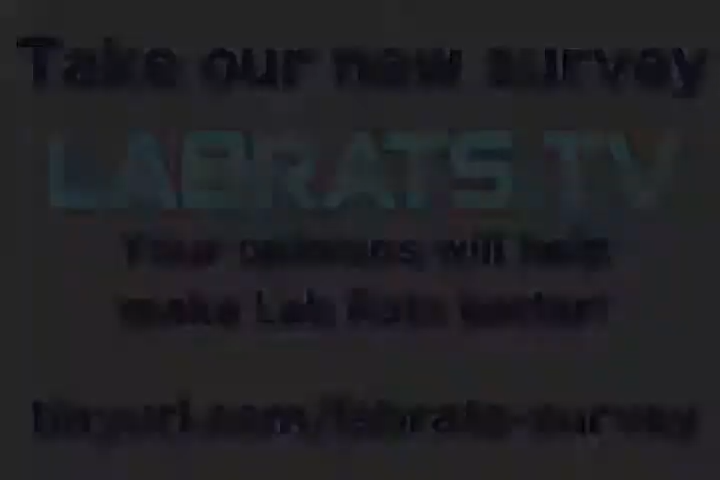 Take our new survey
LABRATS.TV
Your opinions will help
make Lab Rats better!
tinyurl.com/labrats-survey